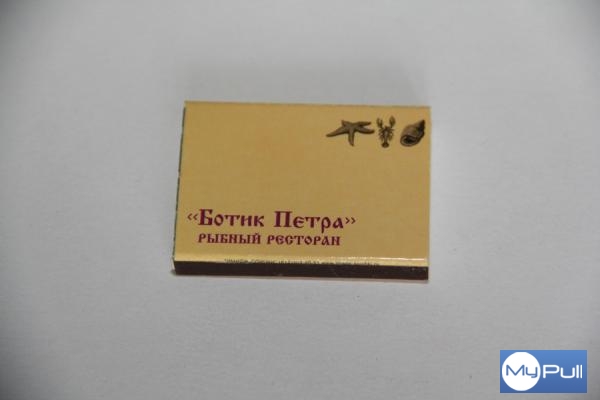 «Ботик Петра»
рыбный ресторан
MyPull